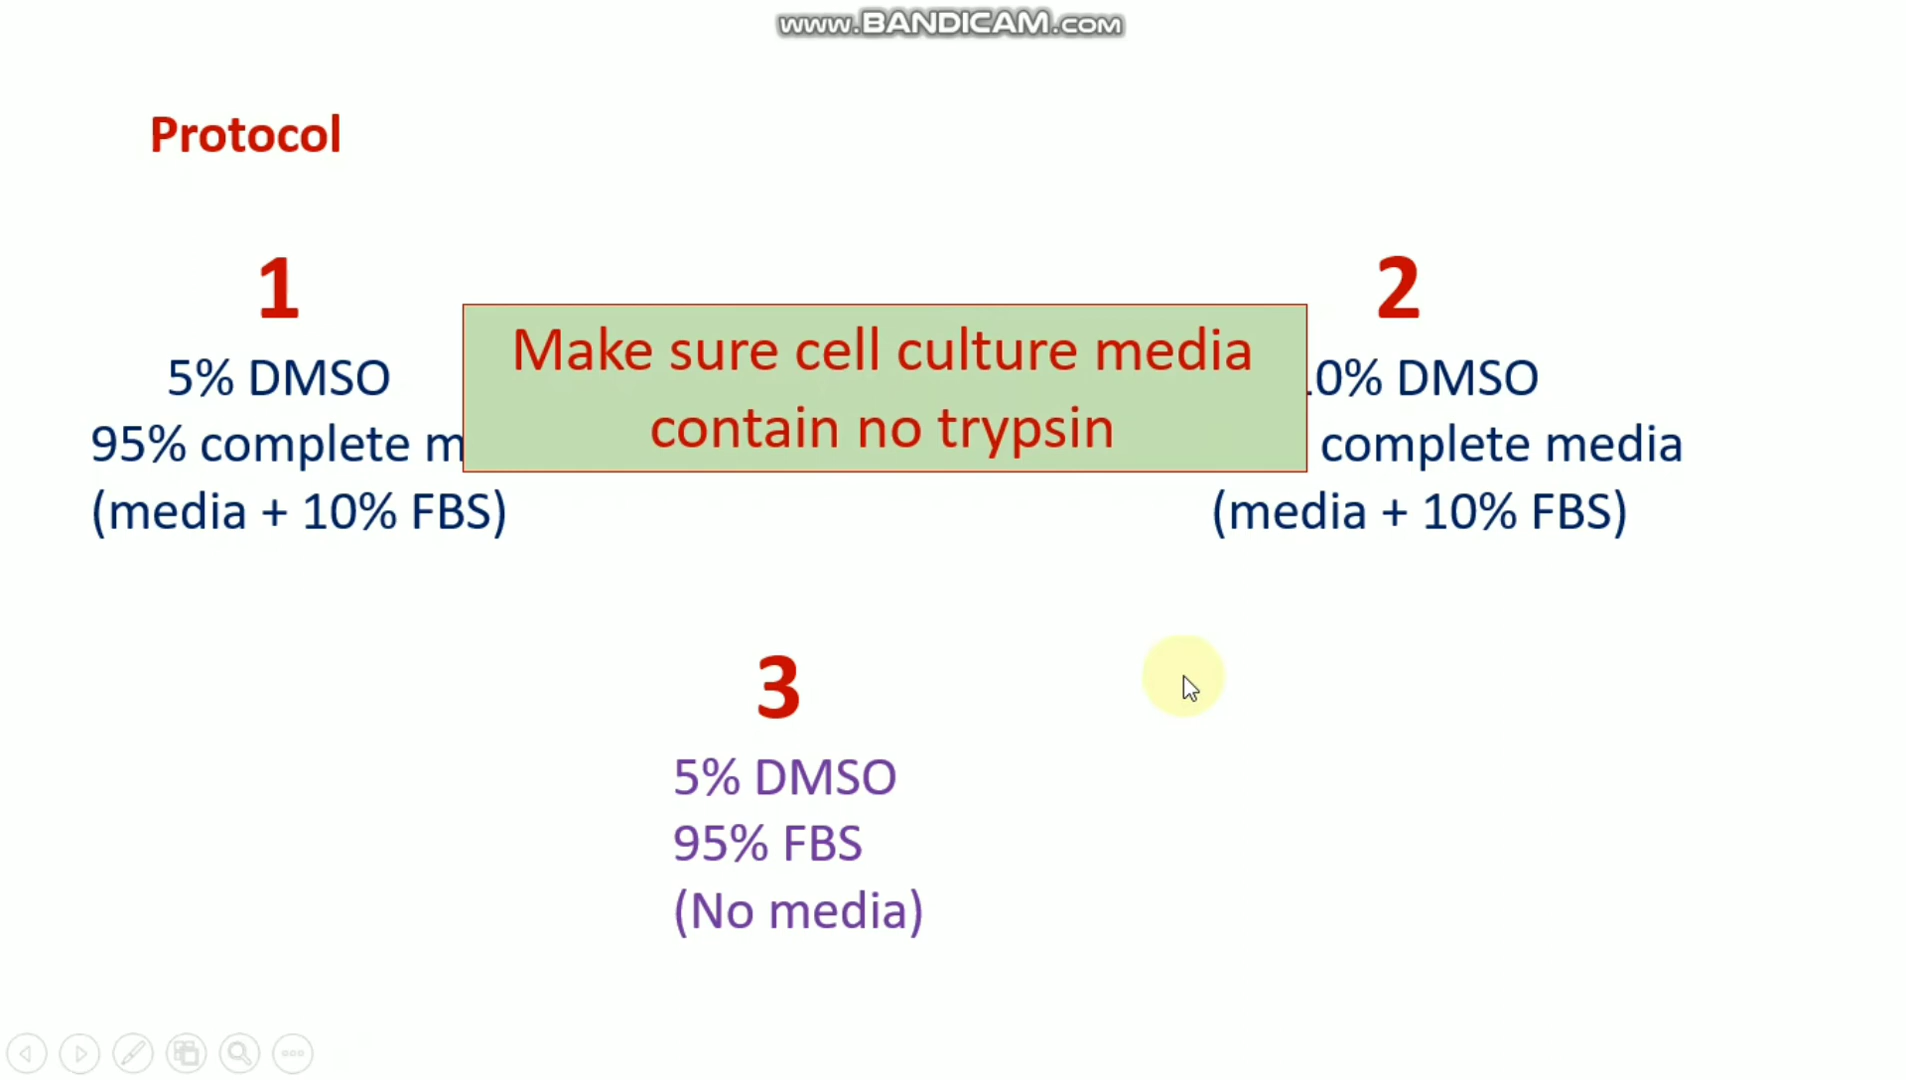 www.BANDICAM.com
Protocol
1
5% DMSO
95% complete m
(media + 10% FBS)
Make sure cell culture media
contain no trypsin
2
0% DMSO
complete media
(media + 10% FBS)
3
5% DMSO
95% FBS
(No media)